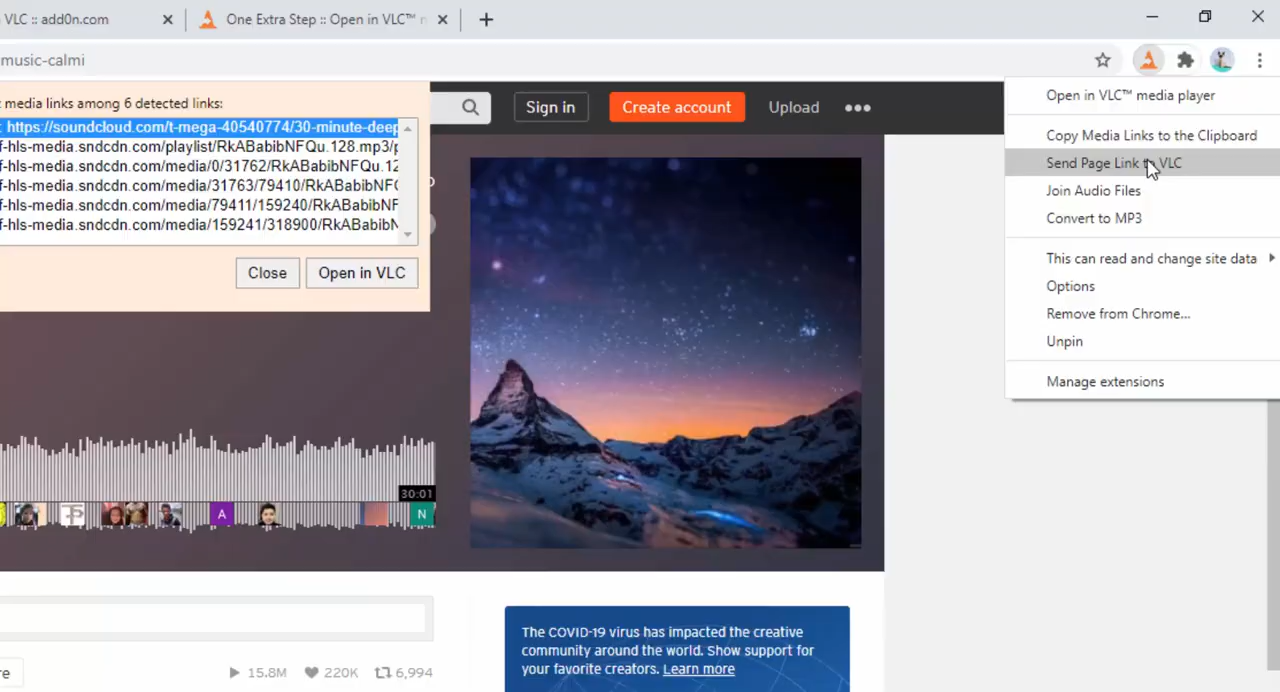 VLC :: add0n.com
One Extra Step :: Open in VLC™
music-calmi
media links among 6 detected links:
https://soundcloud.com/t-mega-40540774/30-minute-deep
f-hls-media.sndcdn.com/playlist/RkABabibNFQu.128.mp3/
f-hls-media.sndcdn.com/media/0/31762/RkABabibNFQu.12
f-hls-media.sndcdn.com/media/31763/79410/RkABabibNF
f-hls-media.sndcdn.com/media/79411/159240/RkABabibNF
f-hls-media.sndcdn.com/media/159241/318900/RkABabibN
Close
Open in VLC
Sign in
Create account
Upload
Open in VLC™ media player
Copy Media Links to the Clipboard
Send Page Link to VLC
Join Audio Files
Convert to MP3
This can read and change site data
Options
Remove from Chrome...
Unpin
Manage extensions
30:01
A
N
15.8M
220K
6,994
The COVID-19 virus has impacted the creative
community around the world. Show support for
your favorite creators. Learn more